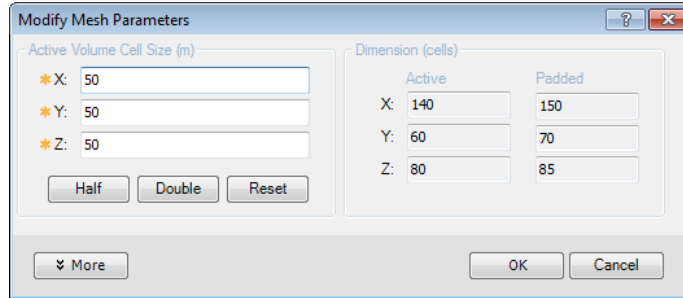 Modify Mesh Parameters
?
Active Volume Cell Size (m)
* X: 50
* Y: 50
* Z: 50
Half Double Reset
Dimension (cells)
Active Padded
X: 140 150
Y: 60 70
Z: 80 85
More
OK Cancel